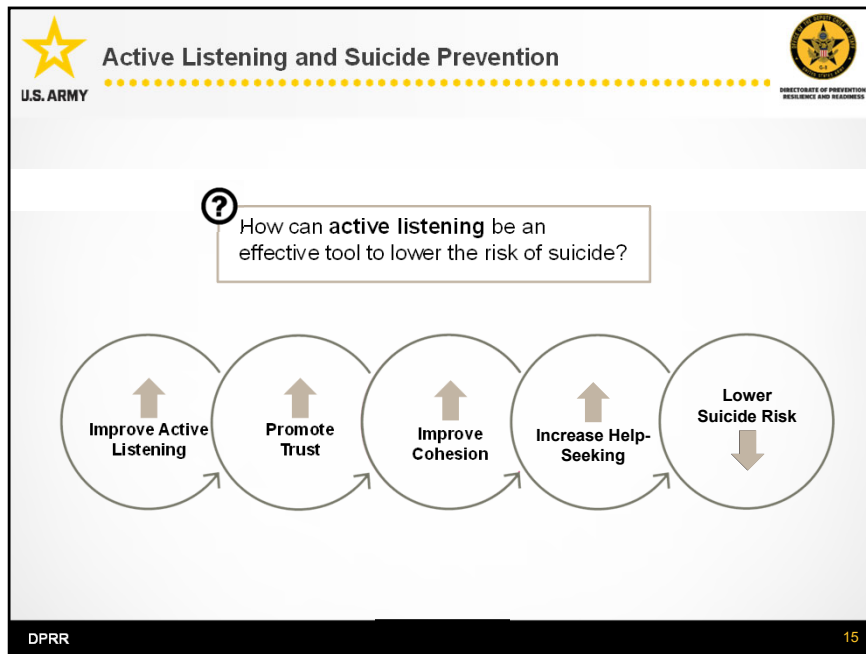 Active Listening and Suicide Prevention
U.S. ARMY
DIRECTORATE OF PREVENTION
RESILIENCE AND READINESS
?
How can active listening be an
effective tool to lower the risk of suicide?
Improve Active
Listening
Promote
Trust
Improve
Cohesion
Increase Help-
Seeking
Lower
Suicide Risk
DPRR
15